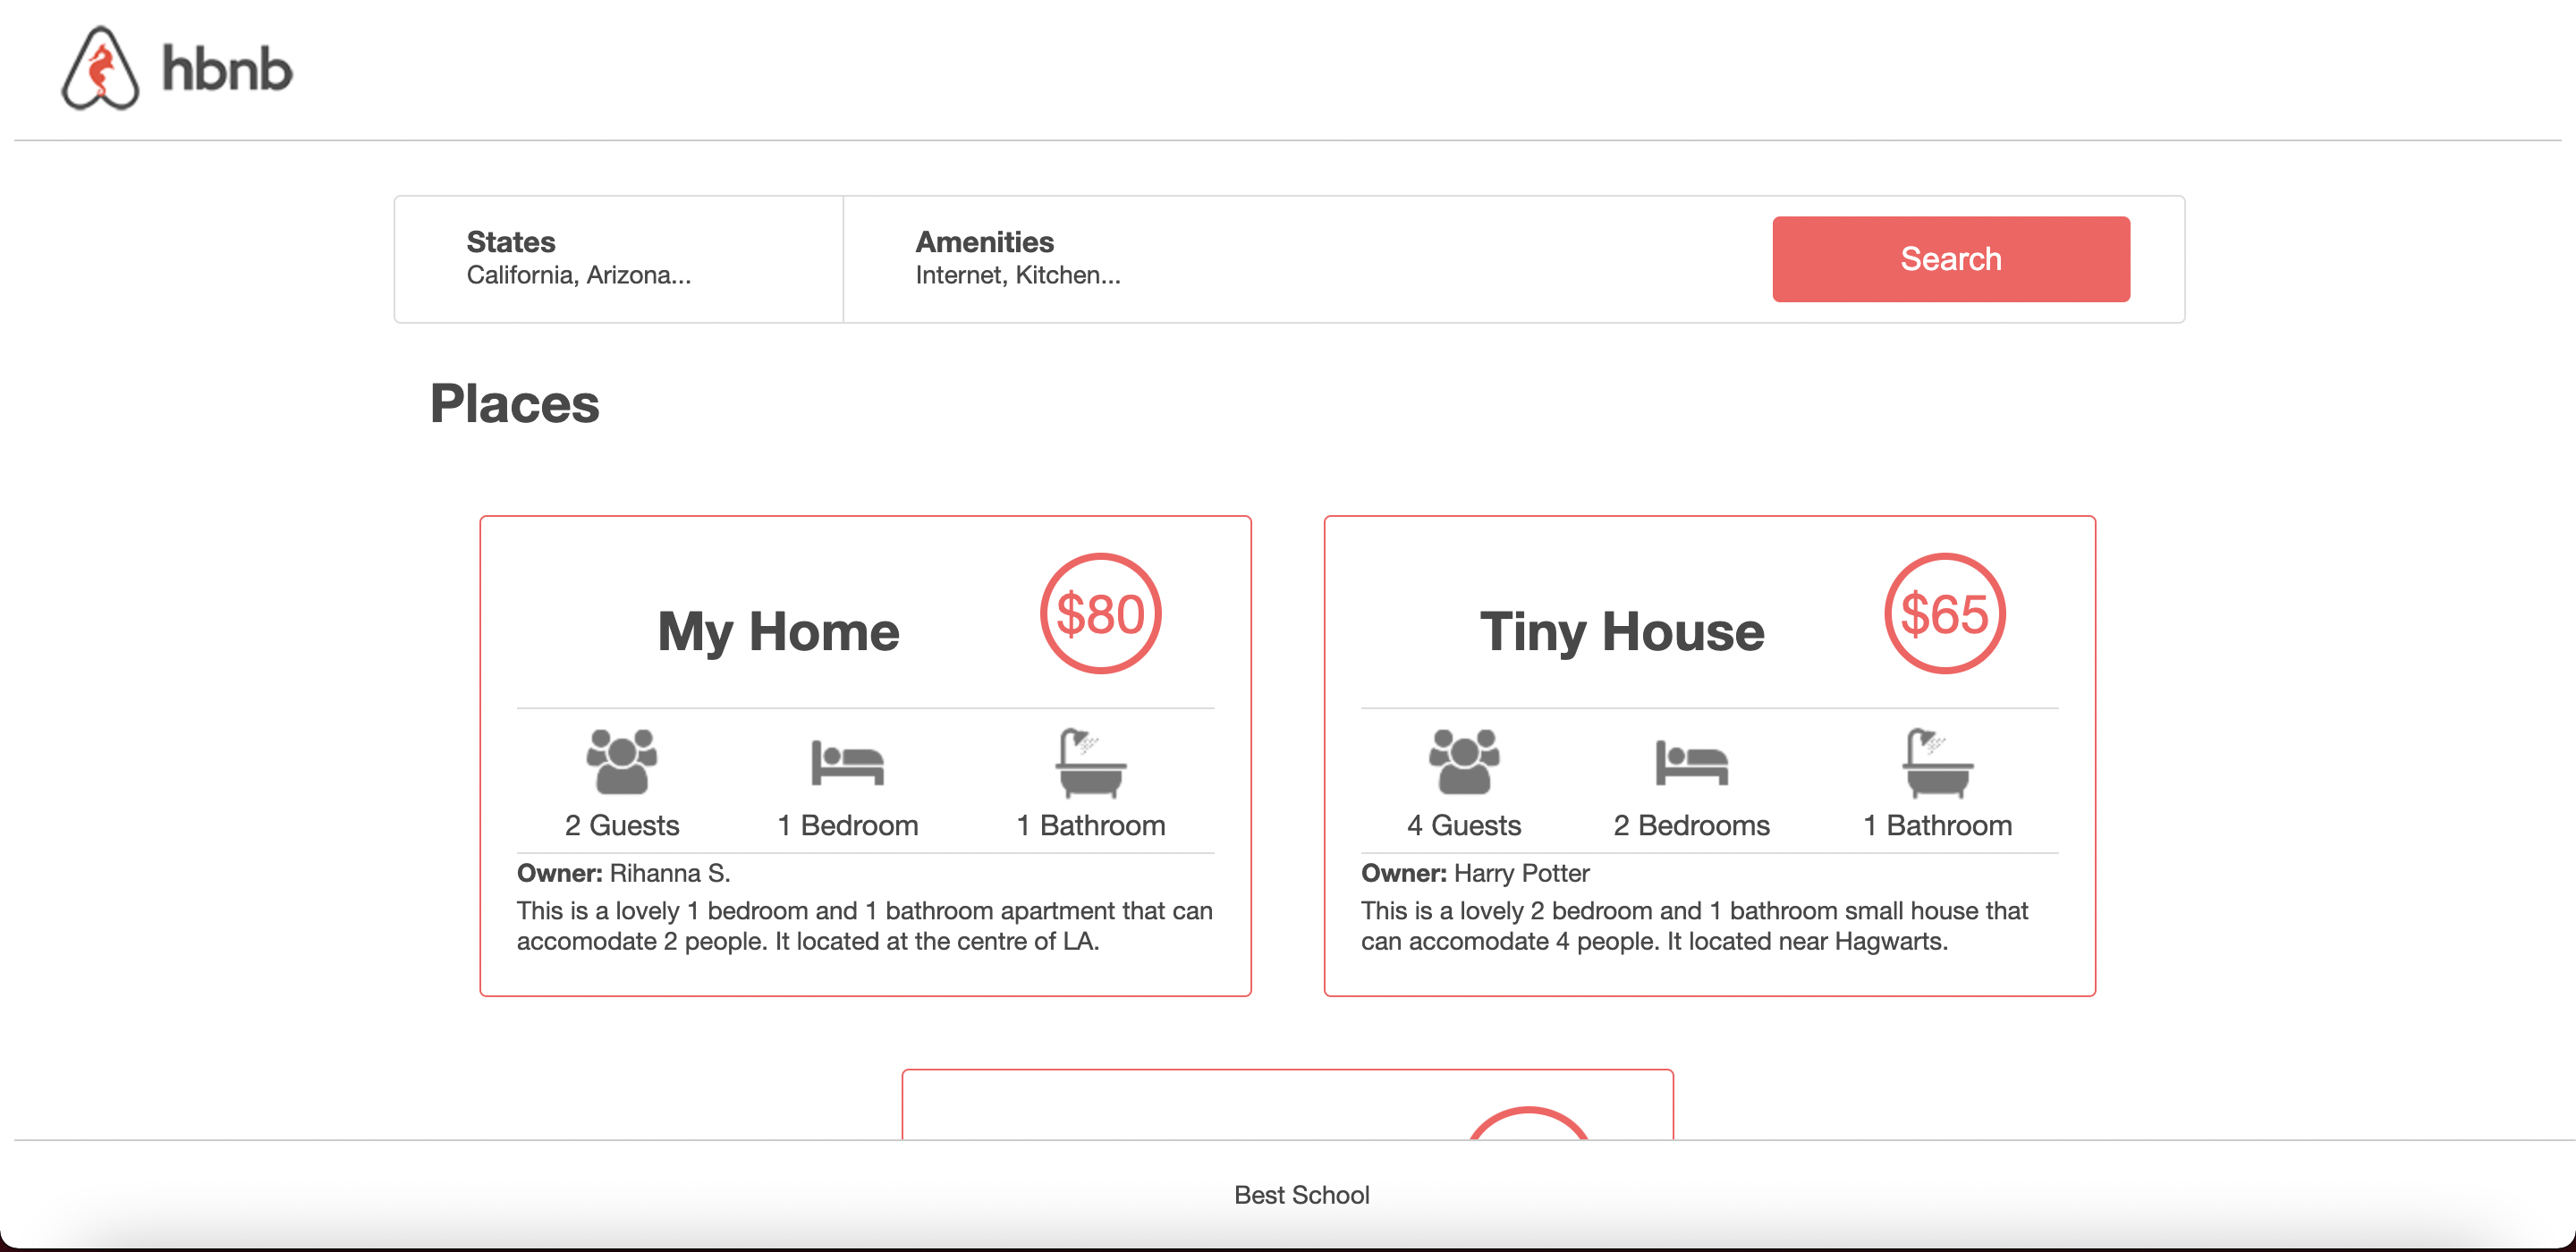 hbnb
States
California, Arizona...
Amenities
Internet, Kitchen...
Search
Places
My Home
$80
2 Guests
1 Bedroom
1 Bathroom
Owner: Rihanna S.
This is a lovely 1 bedroom and 1 bathroom apartment that can
accomodate 2 people. It located at the centre of LA.
Tiny House
$65
4 Guests
2 Bedrooms
1 Bathroom
Owner: Harry Potter
This is a lovely 2 bedroom and 1 bathroom small house that
can accomodate 4 people. It located near Hagwarts.
Best School